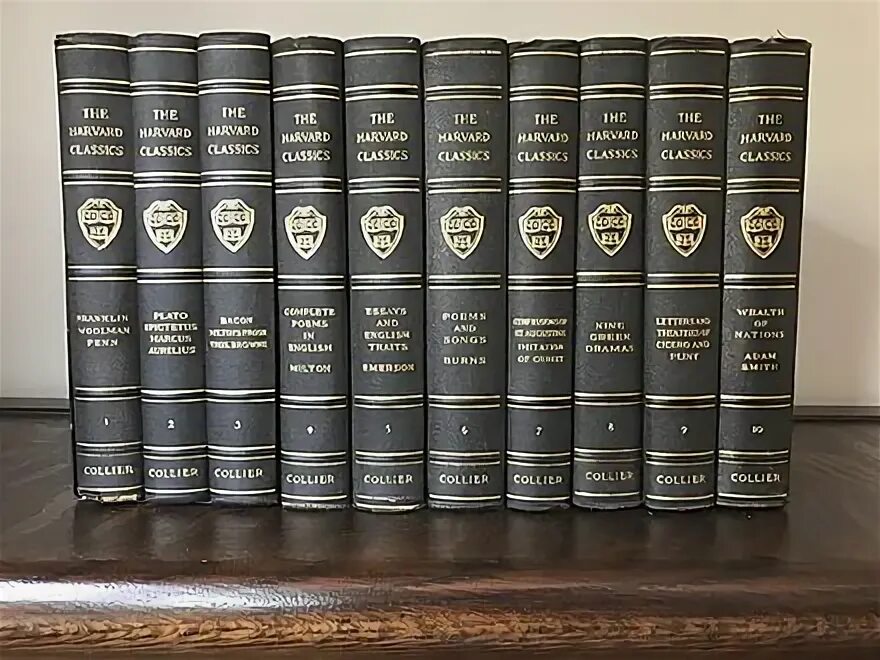 THE
HARVARD
CLASSICS
FRANKLIN
WOOLMAN
PENN
1
COLLIER
THE
HARVARD
CLASSICS
PLATO
EPICTETUS
MARCUS
AURELIUS
2
COLLIER
THE
HARVARD
CLASSICS
BACON
3
COLLIER
THE
HARVARD
CLASSICS
COMPLETE
POEMS
IN
ENGLISH
MILTON
4
COLLIER
THE
HARVARD
CLASSICS
ESSAYS
AND
ENGLISH
TRAITS
EMERSON
5
COLLIER
THE
HARVARD
CLASSICS
POEMS
AND
SONGS
BURNS
6
COLLIER
THE
HARVARD
CLASSICS
IMITATION
OF CHRIST
7
COLLIER
THE
HARVARD
CLASSICS
NINE
GREEK
DRAMAS
8
COLLIER
THE
HARVARD
CLASSICS
LETTERS AND
TREATISES OF
CICERO AND
PLINY
9
COLLIER
THE
HARVARD
CLASSICS
WEALTH
OF
NATIONS
ADAM
SMITH
10
COLLIER